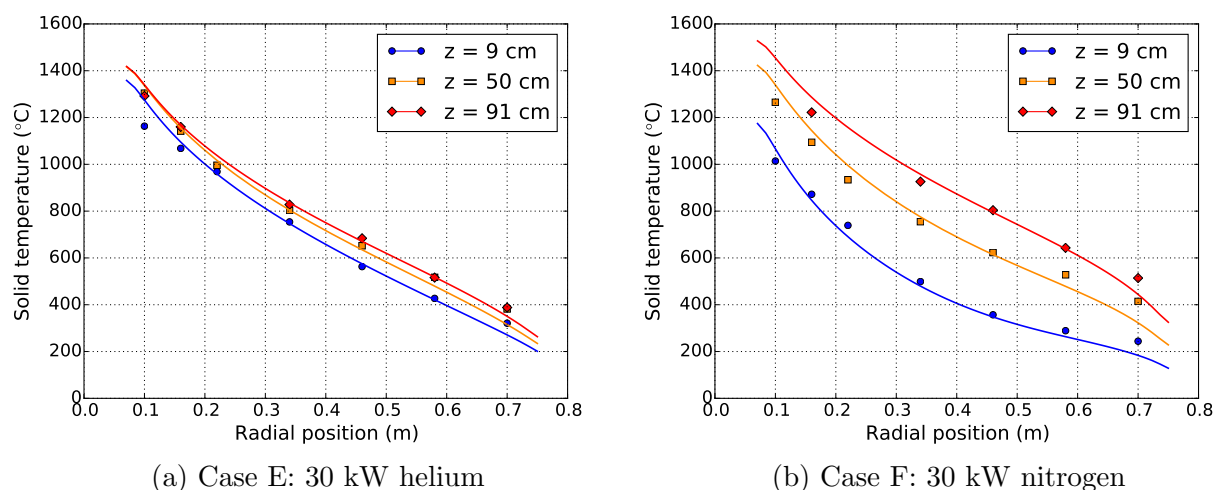 1600
1400
1200
1000
800
600
400
200
0
Solid temperature (°C)
0.0 0.1 0.2 0.3 0.4 0.5 0.6 0.7 0.8
Radial position (m)
z = 9 cm
z = 50 cm
z = 91 cm
(a) Case E: 30 kW helium
1600
1400
1200
1000
800
600
400
200
0
Solid temperature (°C)
0.0 0.1 0.2 0.3 0.4 0.5 0.6 0.7 0.8
Radial position (m)
z = 9 cm
z = 50 cm
z = 91 cm
(b) Case F: 30 kW nitrogen